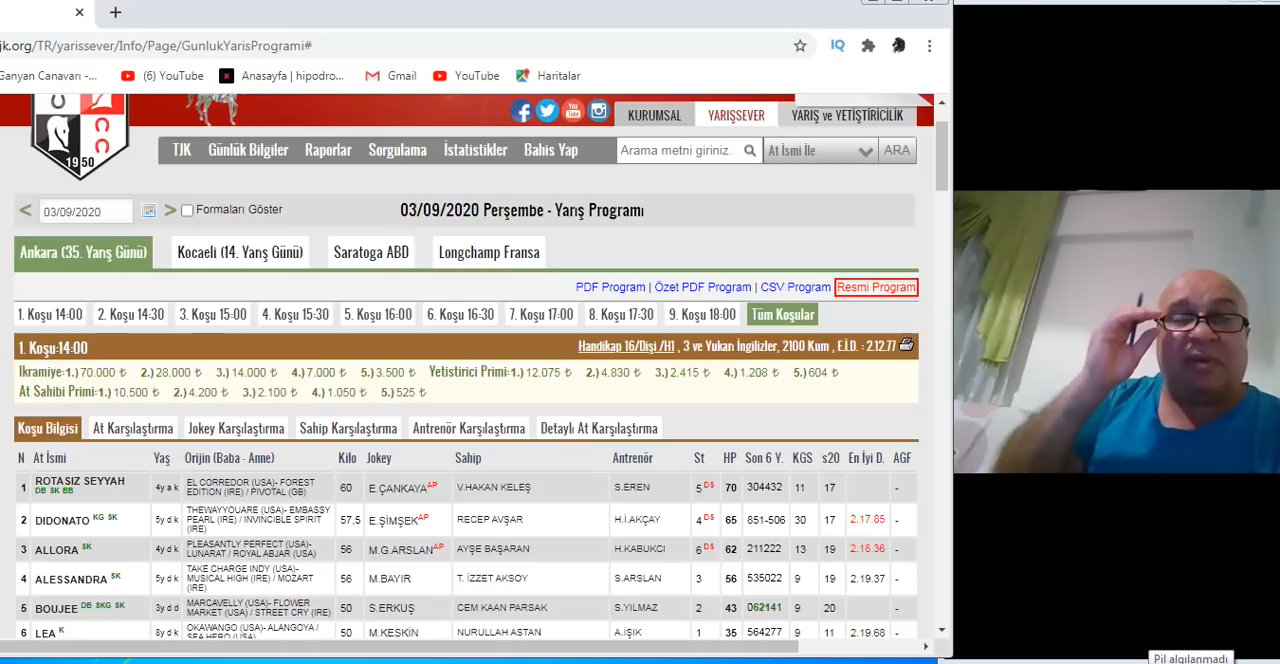 jk.org/TR/yarissever/Info/Page/GunlukYarisProgrami#
IQ
Ganyan Canavarı -...
(6) YouTube
Anasayfa | hipodro...
Gmail
YouTube
Haritalar
1950
You Tube
KURUMSAL
YARIŞSEVER
YARIŞ ve YETİŞTİRİCİLİK
TJK
Günlük Bilgiler
Raporlar
Sorgulama
İstatistikler
Bahis Yap
Arama metni giriniz.
At İsmi İle
ARA
03/09/2020
Formaları Göster
03/09/2020 Perşembe - Yarış Programı
Ankara (35. Yarış Günü)
Kocaeli (14. Yarış Günü)
Saratoga ABD
Longchamp Fransa
PDF Program | Özet PDF Program | CSV Program Resmi Program
1. Koşu 14:00 2. Koşu 14:30 3. Koşu 15:00 4. Koşu 15:30 5. Koşu 16:00 6. Koşu 16:30 7. Koşu 17:00 8. Koşu 17:30 9. Koşu 18:00 Tüm Koşular
1. Koşu:14:00
Handikap 16/Dişi /H1 , 3 ve Yukarı İngilizler, 2100 Kum , E.İ.D. : 2.12.77
İkramiye:1.) 70.000 ₺ 2.) 28.000 ₺ 3.) 14.000 ₺ 4.) 7.000 ₺ 5.) 3.500 ₺ Yetistirici Primi:1.) 12.075 ₺ 2.) 4.830 ₺ 3.) 2.415 ₺ 4.) 1.208 ₺ 5.) 604 ₺
At Sahibi Primi:1.) 10.500 ₺ 2.) 4.200 ₺ 3.) 2.100 ₺ 4.) 1.050 ₺ 5.) 525 ₺
Koşu Bilgisi At Karşılaştırma Jokey Karşılaştırma Sahip Karşılaştırma Antrenör Karşılaştırma Detaylı At Karşılaştırma
N At İsmi Yaş Orijin (Baba - Anne) Kilo Jokey Sahip Antrenör St HP Son 6 Y. KGS s20 En İyi D. AGF
1 ROTASIZ SEYYAH DB SK BB 4y a k EL CORREDOR (USA)- FOREST EDITION (IRE) / PIVOTAL (GB) 60 E.ÇANKAYA AP V.HAKAN KELEŞ S.EREN 5 DS 70 304432 11 17 -
2 DIDONATO KG SK 5y d k THEWAYYOUARE (USA)- EMBASSY PEARL (IRE) / INVINCIBLE SPIRIT (IRE) 57,5 E.ŞİMŞEK AP RECEP AVŞAR H.İ.AKÇAY 4 DS 65 851-506 30 17 2.17.85 -
3 ALLORA SK 4y d k PLEASANTLY PERFECT (USA)- LUNARAT / ROYAL ABJAR (USA) 56 M.G.ARSLAN AP AYŞE BAŞARAN H.KABUKCI 6 DS 62 211222 13 19 2.18.36 -
4 ALESSANDRA SK 5y d k TAKE CHARGE INDY (USA)- MUSICAL HIGH (IRE) / MOZART (IRE) 56 M.BAYIR T. İZZET AKSOY S.ARSLAN 3 56 535022 9 19 2.19.37 -
5 BOUJEE DB SKG SK 3y d d MARCAVELLY (USA)- FLOWER MARKET (USA) / STREET CRY (IRE) 50 S.ERKUŞ CEM KAAN PARSAK S.YILMAZ 2 43 062141 9 20 -
6 LEA K 8y d k OKAWANGO (USA)- ALANGOYA / SEA HERO (USA) 50 M.KESKİN NURULLAH ASTAN A.IŞIK 1 35 564277 9 11 2.19.68 -
Pil algılanmadı